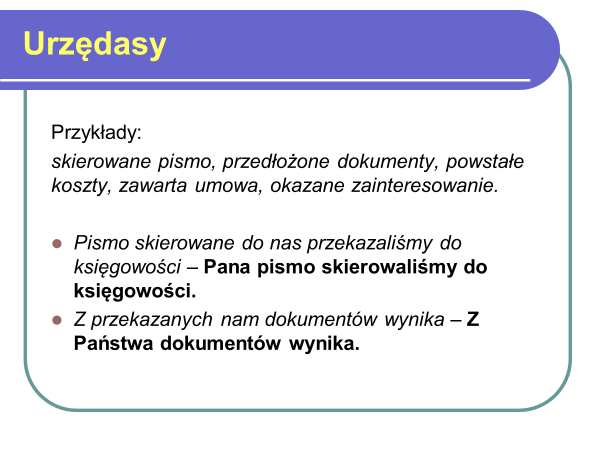 Urzędasy
Przykłady:
skierowane pismo, przedłożone dokumenty, powstałe
koszty, zawarta umowa, okazane zainteresowanie.
● Pismo skierowane do nas przekazaliśmy do
księgowości – Pana pismo skierowaliśmy do
księgowości.
● Z przekazanych nam dokumentów wynika – Z
Państwa dokumentów wynika.